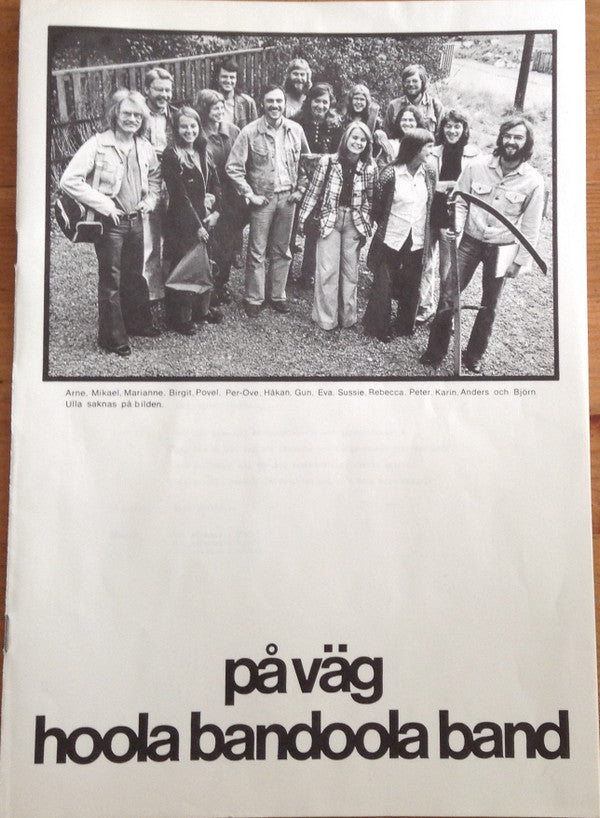 Arne, Mikael, Marianne, Birgit, Povel, Per-Ove, Håkan, Gun, Eva, Sussie, Rebecca, Peter, Karin, Anders och Björn.
Ulla saknas på bilden.
på väg
hoola bandoola band